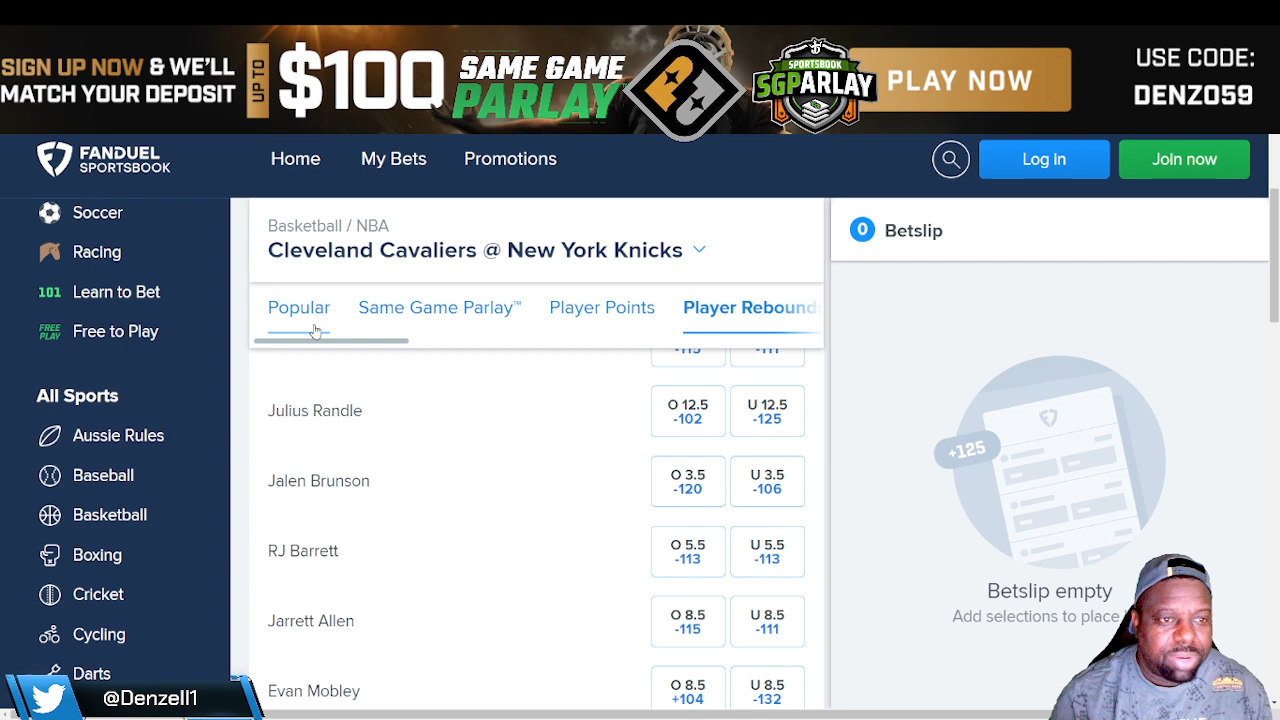 SIGN UP NOW & WE'LL
MATCH YOUR DEPOSIT
UP TO
$100
SAME GAME
PARLAY
SPORTSBOOK
SGPARLAY
PLAY NOW
USE CODE:
DENZO59
FANDUEL
SPORTSBOOK
Home
My Bets
Promotions
Log in
Join now
Soccer
Racing
101 Learn to Bet
FREE PLAY Free to Play
All Sports
Aussie Rules
Baseball
Basketball
Boxing
Cricket
Cycling
Darts
Basketball / NBA
Cleveland Cavaliers @ New York Knicks
Popular
Same Game Parlay™
Player Points
Player Rebounds
-115
-111
Julius Randle
O 12.5
-102
U 12.5
-125
Jalen Brunson
O 3.5
-120
U 3.5
-106
RJ Barrett
O 5.5
-113
U 5.5
-113
Jarrett Allen
O 8.5
-115
U 8.5
-111
Evan Mobley
O 8.5
+104
U 8.5
-132
0 Betslip
+125
Betslip empty
Add selections to place
@Denzell1